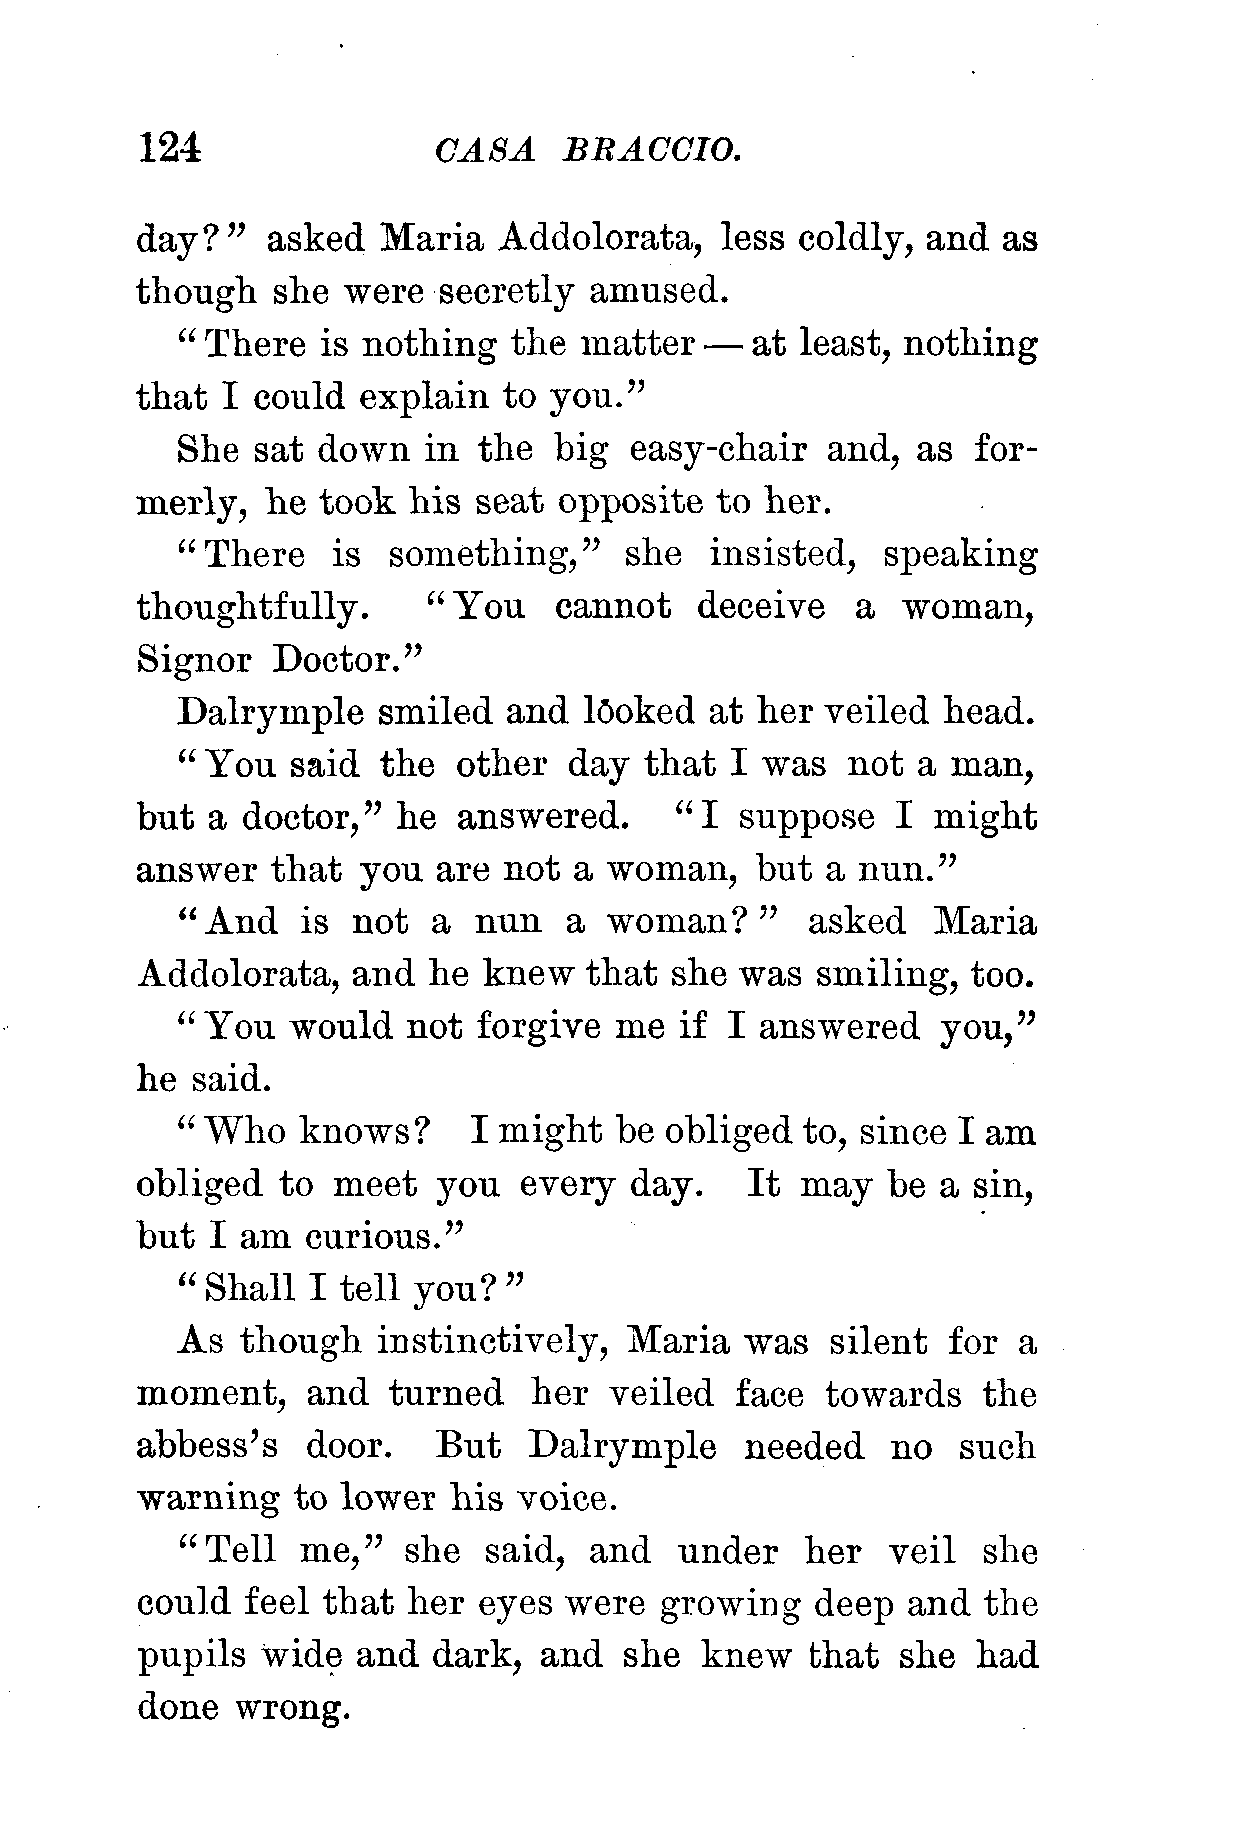 124 CASA BRACCIO.
day?" asked Maria Addolorata, less coldly, and as
though she were secretly amused.
"There is nothing the matter — at least, nothing
that I could explain to you."
She sat down in the big easy-chair and, as for-
merly, he took his seat opposite to her.
"There is something," she insisted, speaking
thoughtfully. "You cannot deceive a woman,
Signor Doctor."
Dalrymple smiled and looked at her veiled head.
"You said the other day that I was not a man,
but a doctor," he answered. "I suppose I might
answer that you are not a woman, but a nun."
"And is not a nun a woman?" asked Maria
Addolorata, and he knew that she was smiling, too.
"You would not forgive me if I answered you,"
he said.
"Who knows? I might be obliged to, since I am
obliged to meet you every day. It may be a sin,
but I am curious."
"Shall I tell you?"
As though instinctively, Maria was silent for a
moment, and turned her veiled face towards the
abbess's door. But Dalrymple needed no such
warning to lower his voice.
"Tell me," she said, and under her veil she
could feel that her eyes were growing deep and the
pupils wide and dark, and she knew that she had
done wrong.